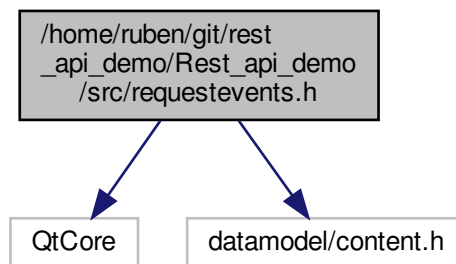 /home/ruben/git/rest
_api_demo/Rest_api_demo
/src/requestevents.h
QtCore
datamodel/content.h